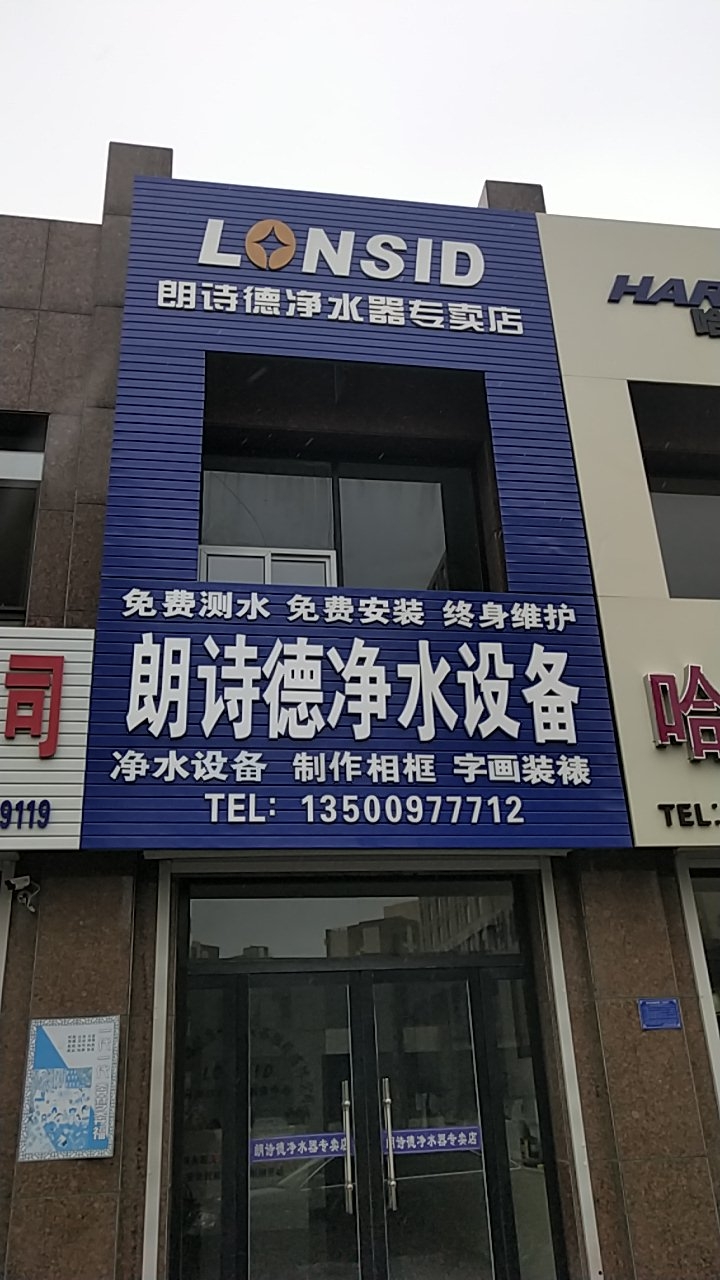 LONSID
朗诗德净水器专卖店
免费测水 免费安装 终身维护
朗诗德净水设备
净水设备 制作相框 字画装裱
TEL: 13500977712
HAR
哈
司
9119
哈
TEL:
朗诗德净水器专卖店
朗诗德净水器专卖店